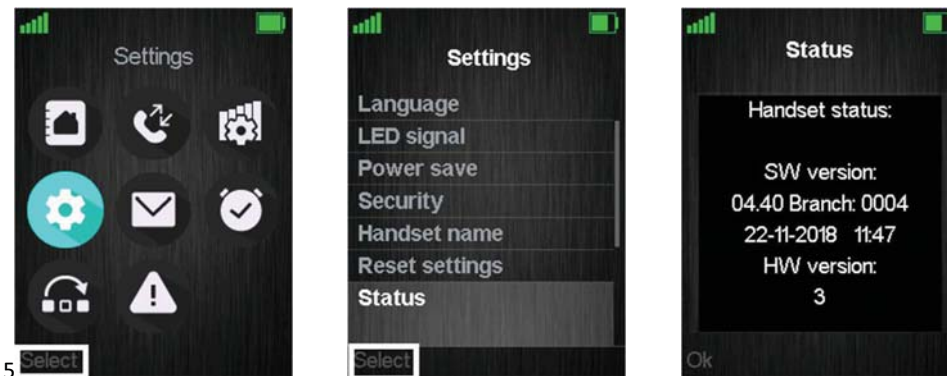 Settings
5 Select
Settings
Language
LED signal
Power save
Security
Handset name
Reset settings
Status
Select
Status
Handset status:
SW version:
04.40 Branch: 0004
22-11-2018 11:47
HW version:
3
Ok